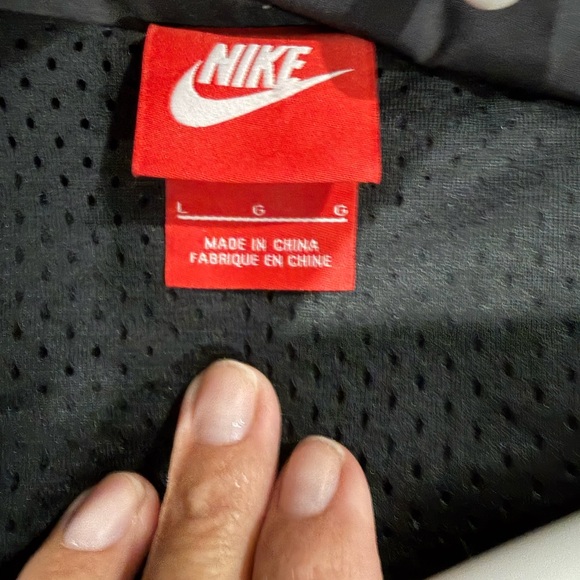 NIKE
L G G
MADE IN CHINA
FABRIQUE EN CHINE